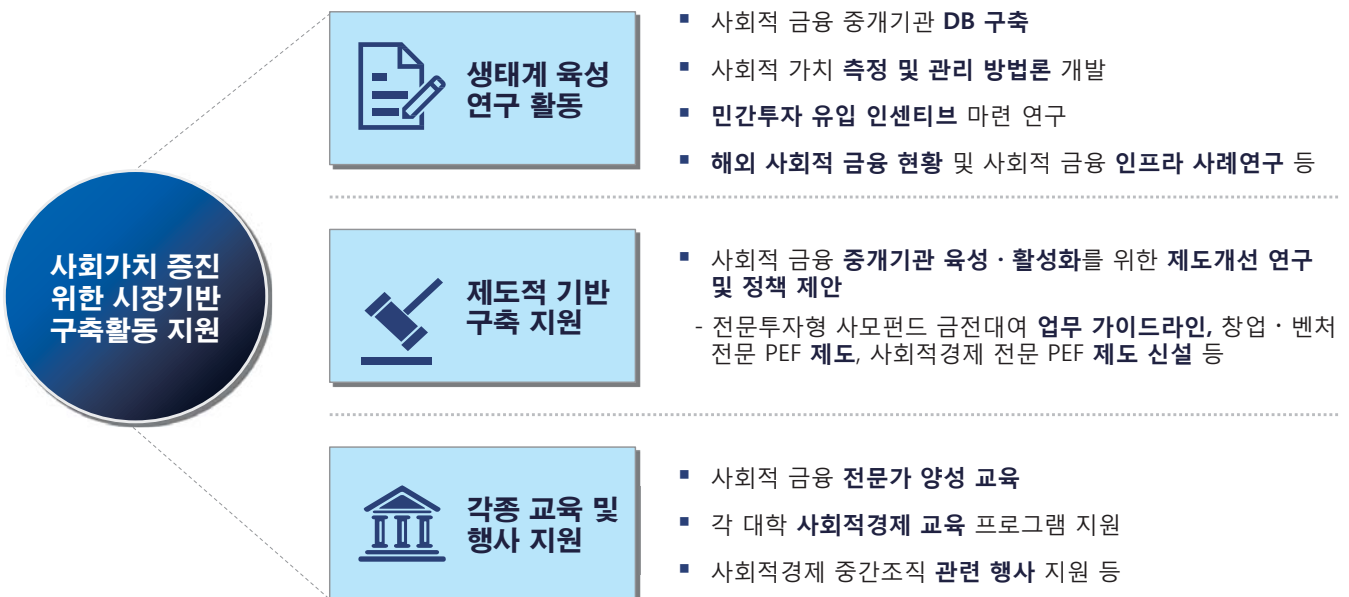 사회가치 증진
위한 시장기반
구축활동 지원
생태계 육성
연구 활동
▪ 사회적 금융 중개기관 DB 구축
▪ 사회적 가치 측정 및 관리 방법론 개발
▪ 민간투자 유입 인센티브 마련 연구
▪ 해외 사회적 금융 현황 및 사회적 금융 인프라 사례연구 등
제도적 기반
구축 지원
▪ 사회적 금융 중개기관 육성 · 활성화를 위한 제도개선 연구
및 정책 제안
- 전문투자형 사모펀드 금전대여 업무 가이드라인, 창업 · 벤처
전문 PEF 제도, 사회적경제 전문 PEF 제도 신설 등
각종 교육 및
행사 지원
▪ 사회적 금융 전문가 양성 교육
▪ 각 대학 사회적경제 교육 프로그램 지원
▪ 사회적경제 중간조직 관련 행사 지원 등